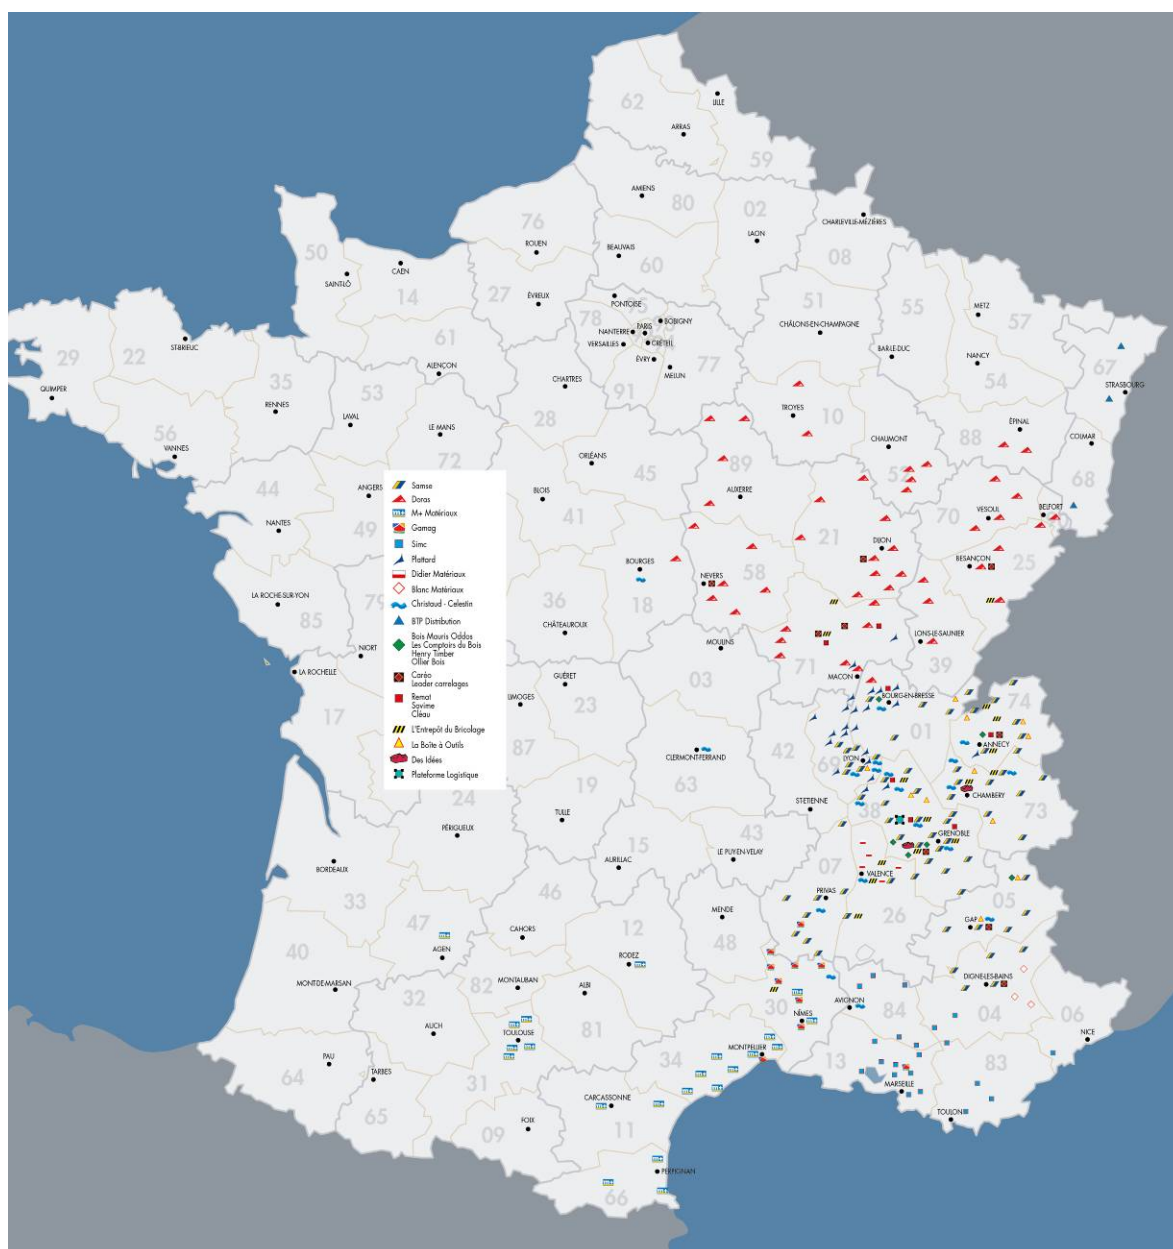 62
LILLE
ARRAS
59
AMIENS
80
02
CHARLEVILLE-MÉZIÈRES
76
LAON
ROUEN
BEAUVAIS
50
CAEN
60
08
SAINT-LÔ
27
14
ÉVREUX
PONTOISE
95
51
55
METZ
57
78
BOBIGNY
PARIS
NANTERRE
CHÂLONS-EN-CHAMPAGNE
VERSAILLES
CRÉTEIL
61
ST-BRIEUC
BAR-LE-DUC
67
29
22
ÉVRY
77
NANCY
ALENÇON
MELUN
54
35
53
CHARTRES
91
STRASBOURG
QUIMPER
RENNES
28
TROYES
10
LAVAL
LE MANS
ÉPINAL
56
CHAUMONT
88
COLMAR
VANNES
ORLÉANS
72
45
89
52
68
44
ANGERS
BLOIS
AUXERRE
49
41
70
VESOUL
BELFORT
NANTES
21
DIJON
BOURGES
BESANÇON
25
58
NEVERS
LA ROCHE-SUR-YON
79
36
18
85
CHÂTEAUROUX
NIORT
MOULINS
LONS-LE-SAUNIER
39
71
LA ROCHELLE
GUÉRET
MACON
03
LIMOGES
23
BOURG-EN-BRESSE
74
17
01
87
42
ANNECY
CLERMONT-FERRAND
69
LYON
63
24
19
CHAMBERY
73
ST-ETIENNE
38
TULLE
PÉRIGUEUX
43
GRENOBLE
15
BORDEAUX
AURILLAC
LE PUY-EN-VELAY
07
VALENCE
33
46
PRIVAS
05
47
12
MENDE
26
GAP
CAHORS
48
40
AGEN
RODEZ
DIGNE-LES-BAINS
MONT-DE-MARSAN
82
MONTAUBAN
ALBI
30
AVIGNON
84
32
04
06
AUCH
TOULOUSE
81
NÎMES
NICE
MONTPELLIER
34
13
83
PAU
64
TARBES
31
MARSEILLE
65
CARCASSONNE
TOULON
09
FOIX
11
PERPIGNAN
66
Samse
Doras
M+ Matériaux
Gamag
Simc
Plattard
Didier Matériaux
Blanc Matériaux
Christaud - Celestin
BTP Distribution
Bois Mauris Oddos
Les Comptoirs du Bois
Henry Timber
Ollier Bois
Caréo
Leader carrelages
Remat
Savime
Cléau
L'Entrepôt du Bricolage
La Boîte à Outils
Des Idées
Plateforme Logistique